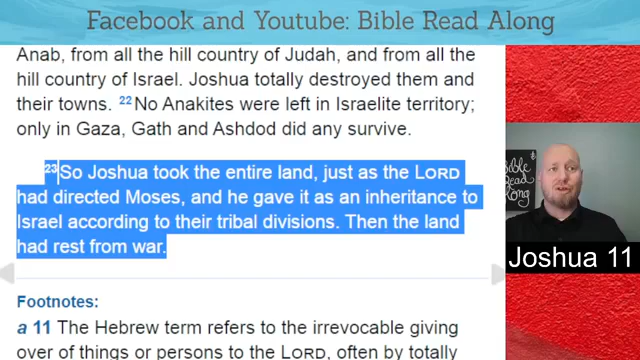 Facebook and Youtube: Bible Read Along
Anab, from all the hill country of Judah, and from all the
hill country of Israel. Joshua totally destroyed them and
their towns. 22 No Anakites were left in Israelite territory;
only in Gaza, Gath and Ashdod did any survive.
23 So Joshua took the entire land, just as the LORD
had directed Moses, and he gave it as an inheritance to
Israel according to their tribal divisions. Then the land
had rest from war.
Footnotes:
a 11 The Hebrew term refers to the irrevocable giving
over of things or persons to the LORD, often by totally
Bible
Read
Along
Joshua 11